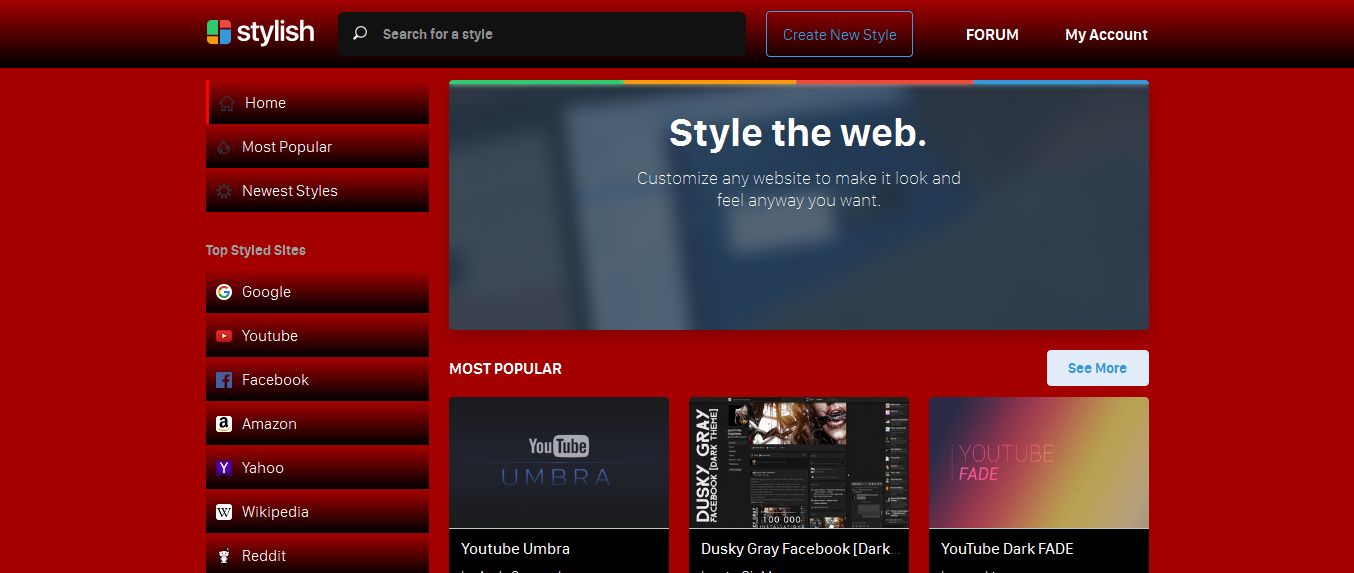 stylish
Search for a style
Create New Style
FORUM
My Account
Home
Most Popular
Newest Styles
Top Styled Sites
Google
Youtube
Facebook
Amazon
Yahoo
Wikipedia
Reddit
Style the web.
Customize any website to make it look and
feel anyway you want.
MOST POPULAR
See More
YouTube
UMBRA
Youtube Umbra
DUSKY GRAY
FACEBOOK [DARK THEME]
100 000
INSTALLATIONS
Dusky Gray Facebook [Dark...
YOUTUBE
FADE
YouTube Dark FADE